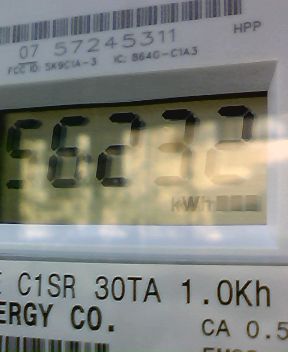 07 57245311
HPP
FCC ID: SK9C1A-3 IC: 864G-C1A3
56232
kWh
C1SR 30TA 1.0Kh
ERGY CO.
CA 0.5